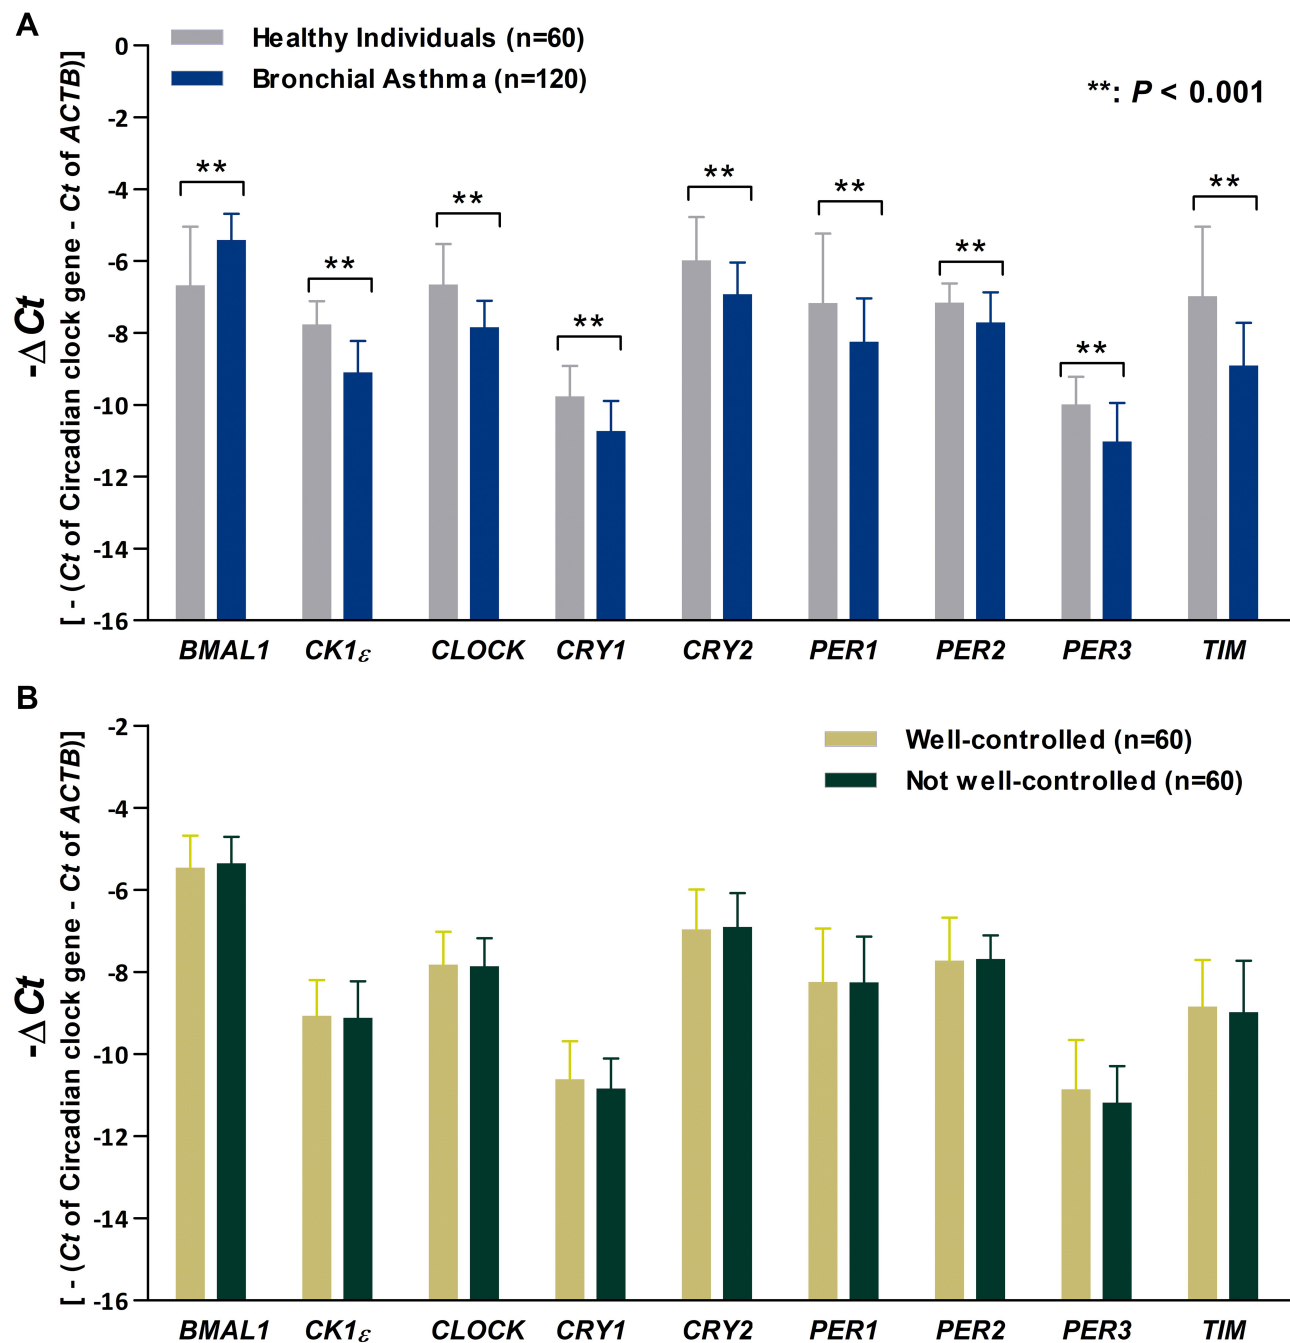 A
Healthy Individuals (n=60)
Bronchial Asthma (n=120)
**: P < 0.001
-ΔCt
[ - (Ct of Circadian clock gene - Ct of ACTB)]
0
-2
-4
-6
-8
-10
-12
-14
-16
** ** ** ** ** ** ** ** **
BMAL1 CK1ε CLOCK CRY1 CRY2 PER1 PER2 PER3 TIM
B
Well-controlled (n=60)
Not well-controlled (n=60)
-ΔCt
[ - (Ct of Circadian clock gene - Ct of ACTB)]
-2
-4
-6
-8
-10
-12
-14
-16
BMAL1 CK1ε CLOCK CRY1 CRY2 PER1 PER2 PER3 TIM